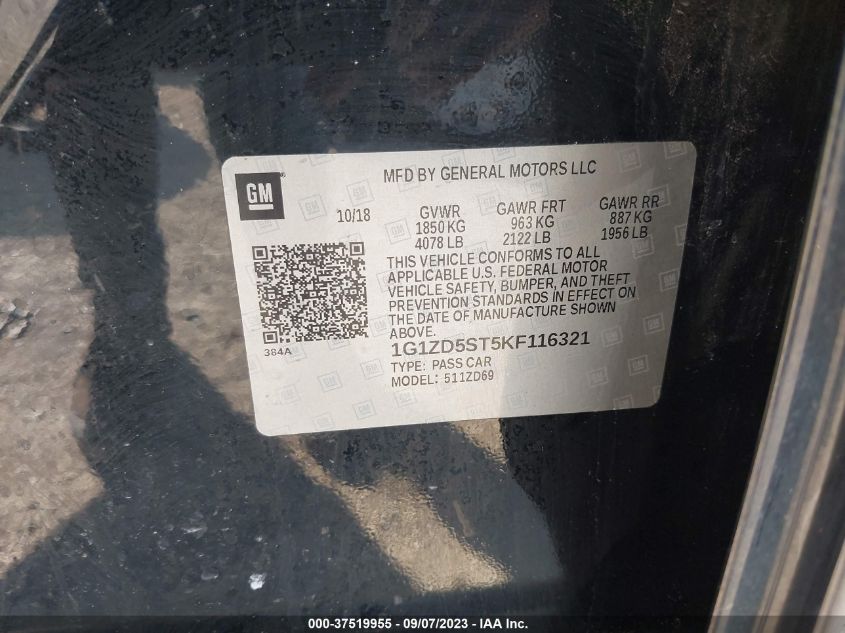 GM
MFD BY GENERAL MOTORS LLC
10/18
GVWR GAWR FRT GAWR RR
1850 KG 963 KG 887 KG
4078 LB 2122 LB 1956 LB
THIS VEHICLE CONFORMS TO ALL
APPLICABLE U.S. FEDERAL MOTOR
VEHICLE SAFETY, BUMPER, AND THEFT
PREVENTION STANDARDS IN EFFECT ON
THE DATE OF MANUFACTURE SHOWN
ABOVE.
384A
1G1ZD5ST5KF116321
TYPE: PASS CAR
MODEL: 511ZD69
000-37519955 - 09/07/2023 - IAA Inc.